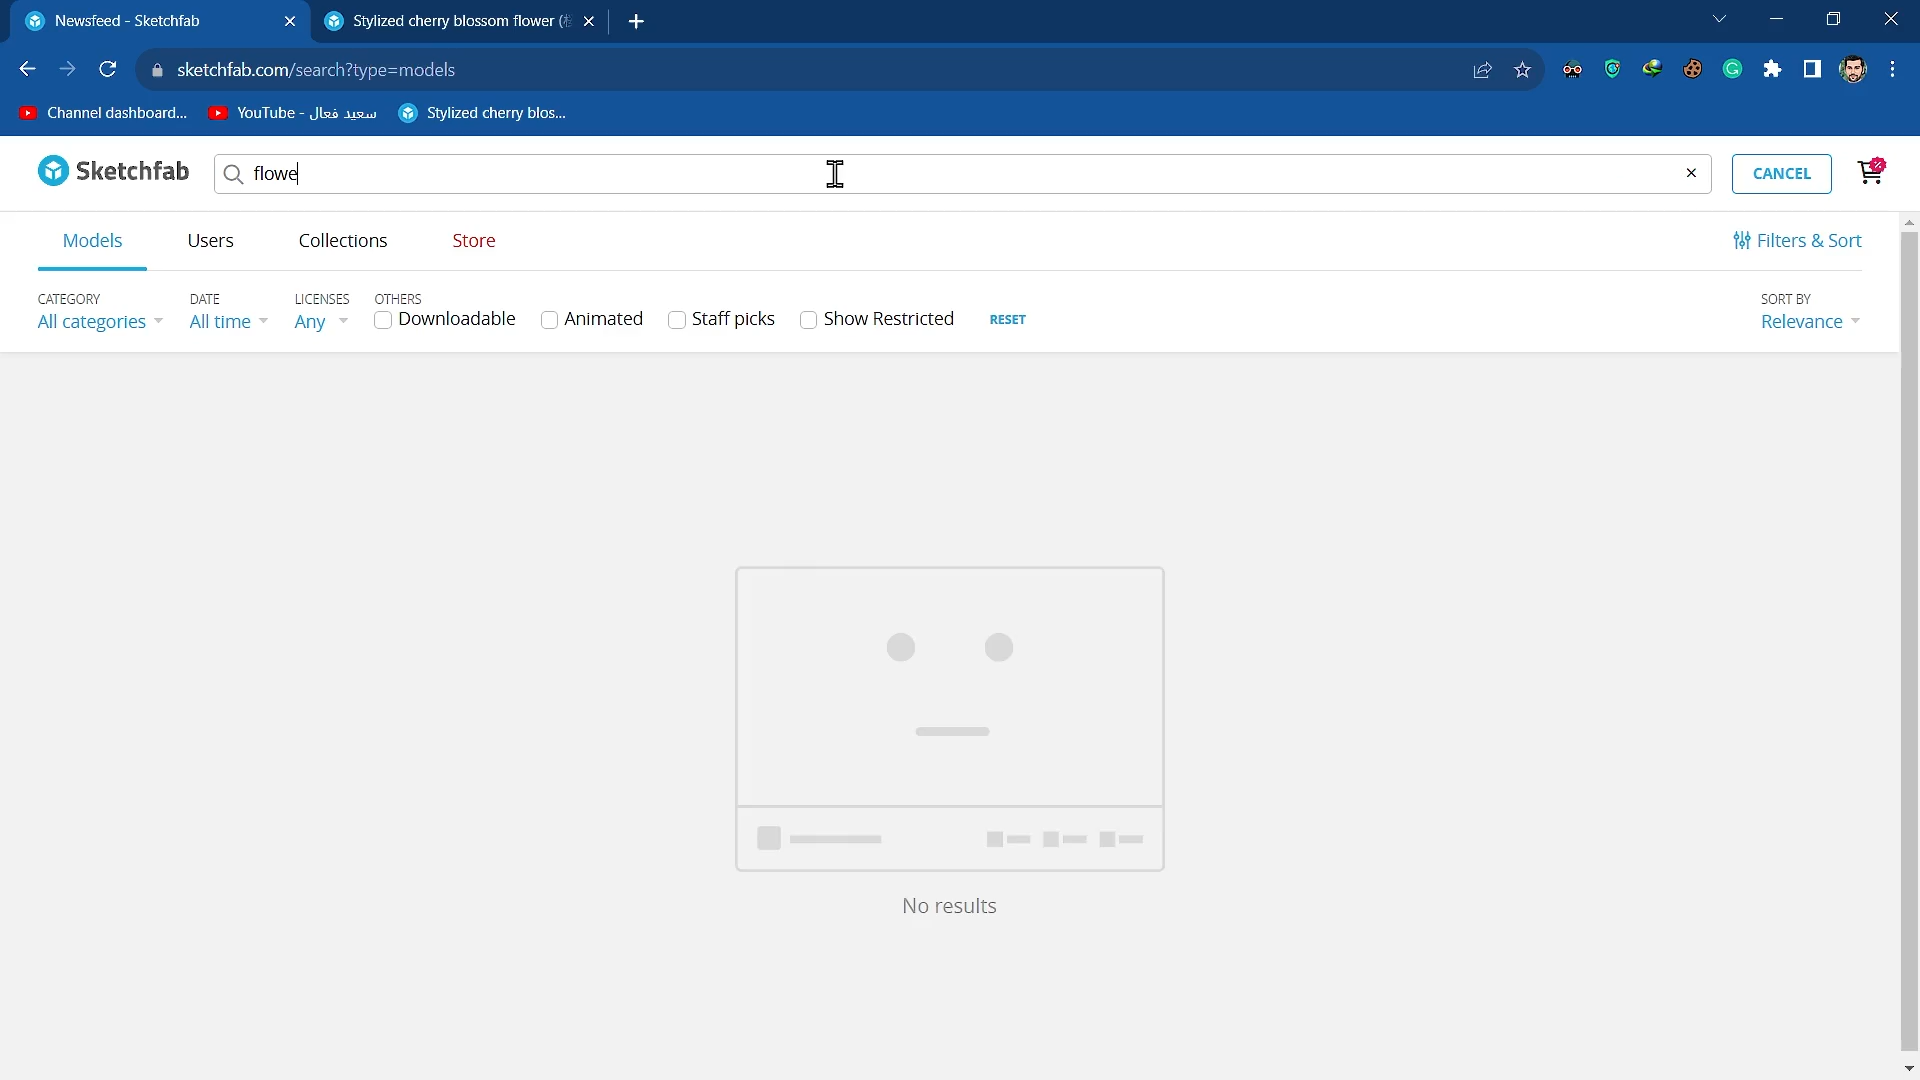 Newsfeed - Sketchfab
Stylized cherry blossom flower (
sketchfab.com/search?type=models
Channel dashboard...
YouTube - سعید فعال
Stylized cherry blos...
Sketchfab
flowe
CANCEL
Models
Users
Collections
Store
Filters & Sort
CATEGORY
All categories
DATE
All time
LICENSES
Any
OTHERS
Downloadable
Animated
Staff picks
Show Restricted
RESET
SORT BY
Relevance
No results